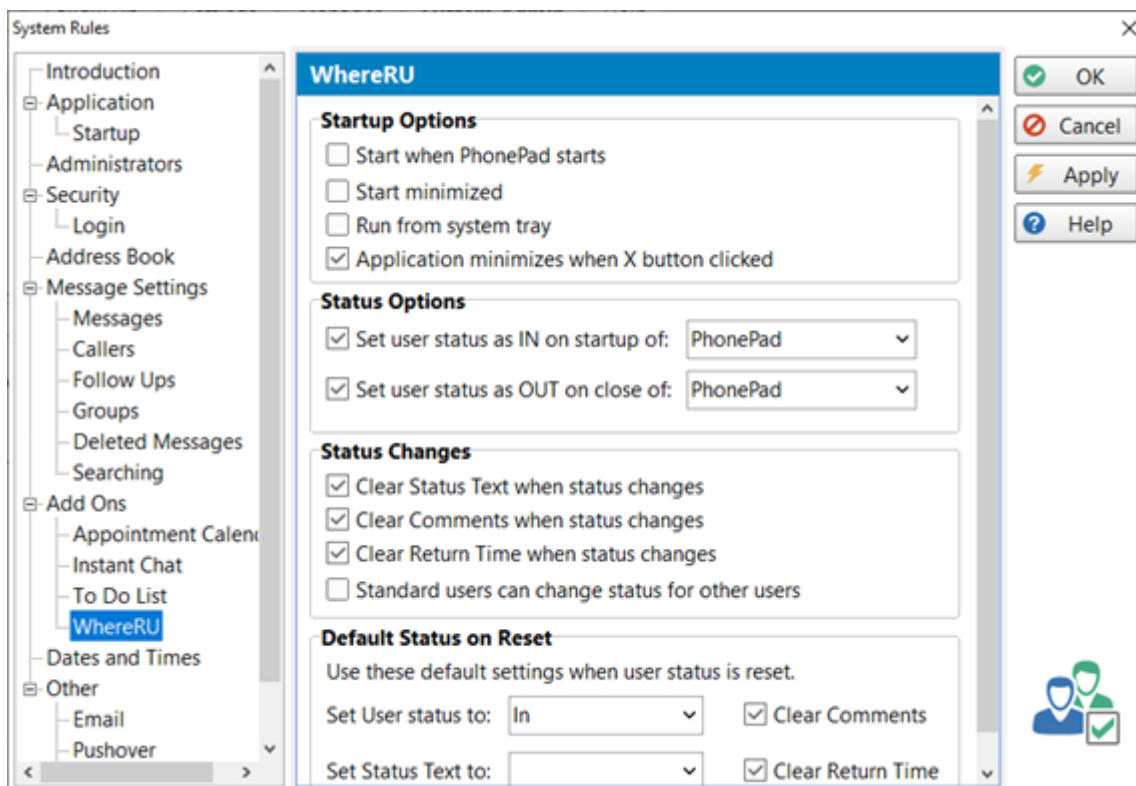 System Rules
Introduction
Application
Startup
Administrators
Security
Login
Address Book
Message Settings
Messages
Callers
Follow Ups
Groups
Deleted Messages
Searching
Add Ons
Appointment Calen
Instant Chat
To Do List
WhereRU
Dates and Times
Other
Email
Pushover
WhereRU
Startup Options
Start when PhonePad starts
Start minimized
Run from system tray
Application minimizes when X button clicked
Status Options
Set user status as IN on startup of: PhonePad
Set user status as OUT on close of: PhonePad
Status Changes
Clear Status Text when status changes
Clear Comments when status changes
Clear Return Time when status changes
Standard users can change status for other users
Default Status on Reset
Use these default settings when user status is reset.
Set User status to: In Clear Comments
Set Status Text to: Clear Return Time
OK
Cancel
Apply
Help